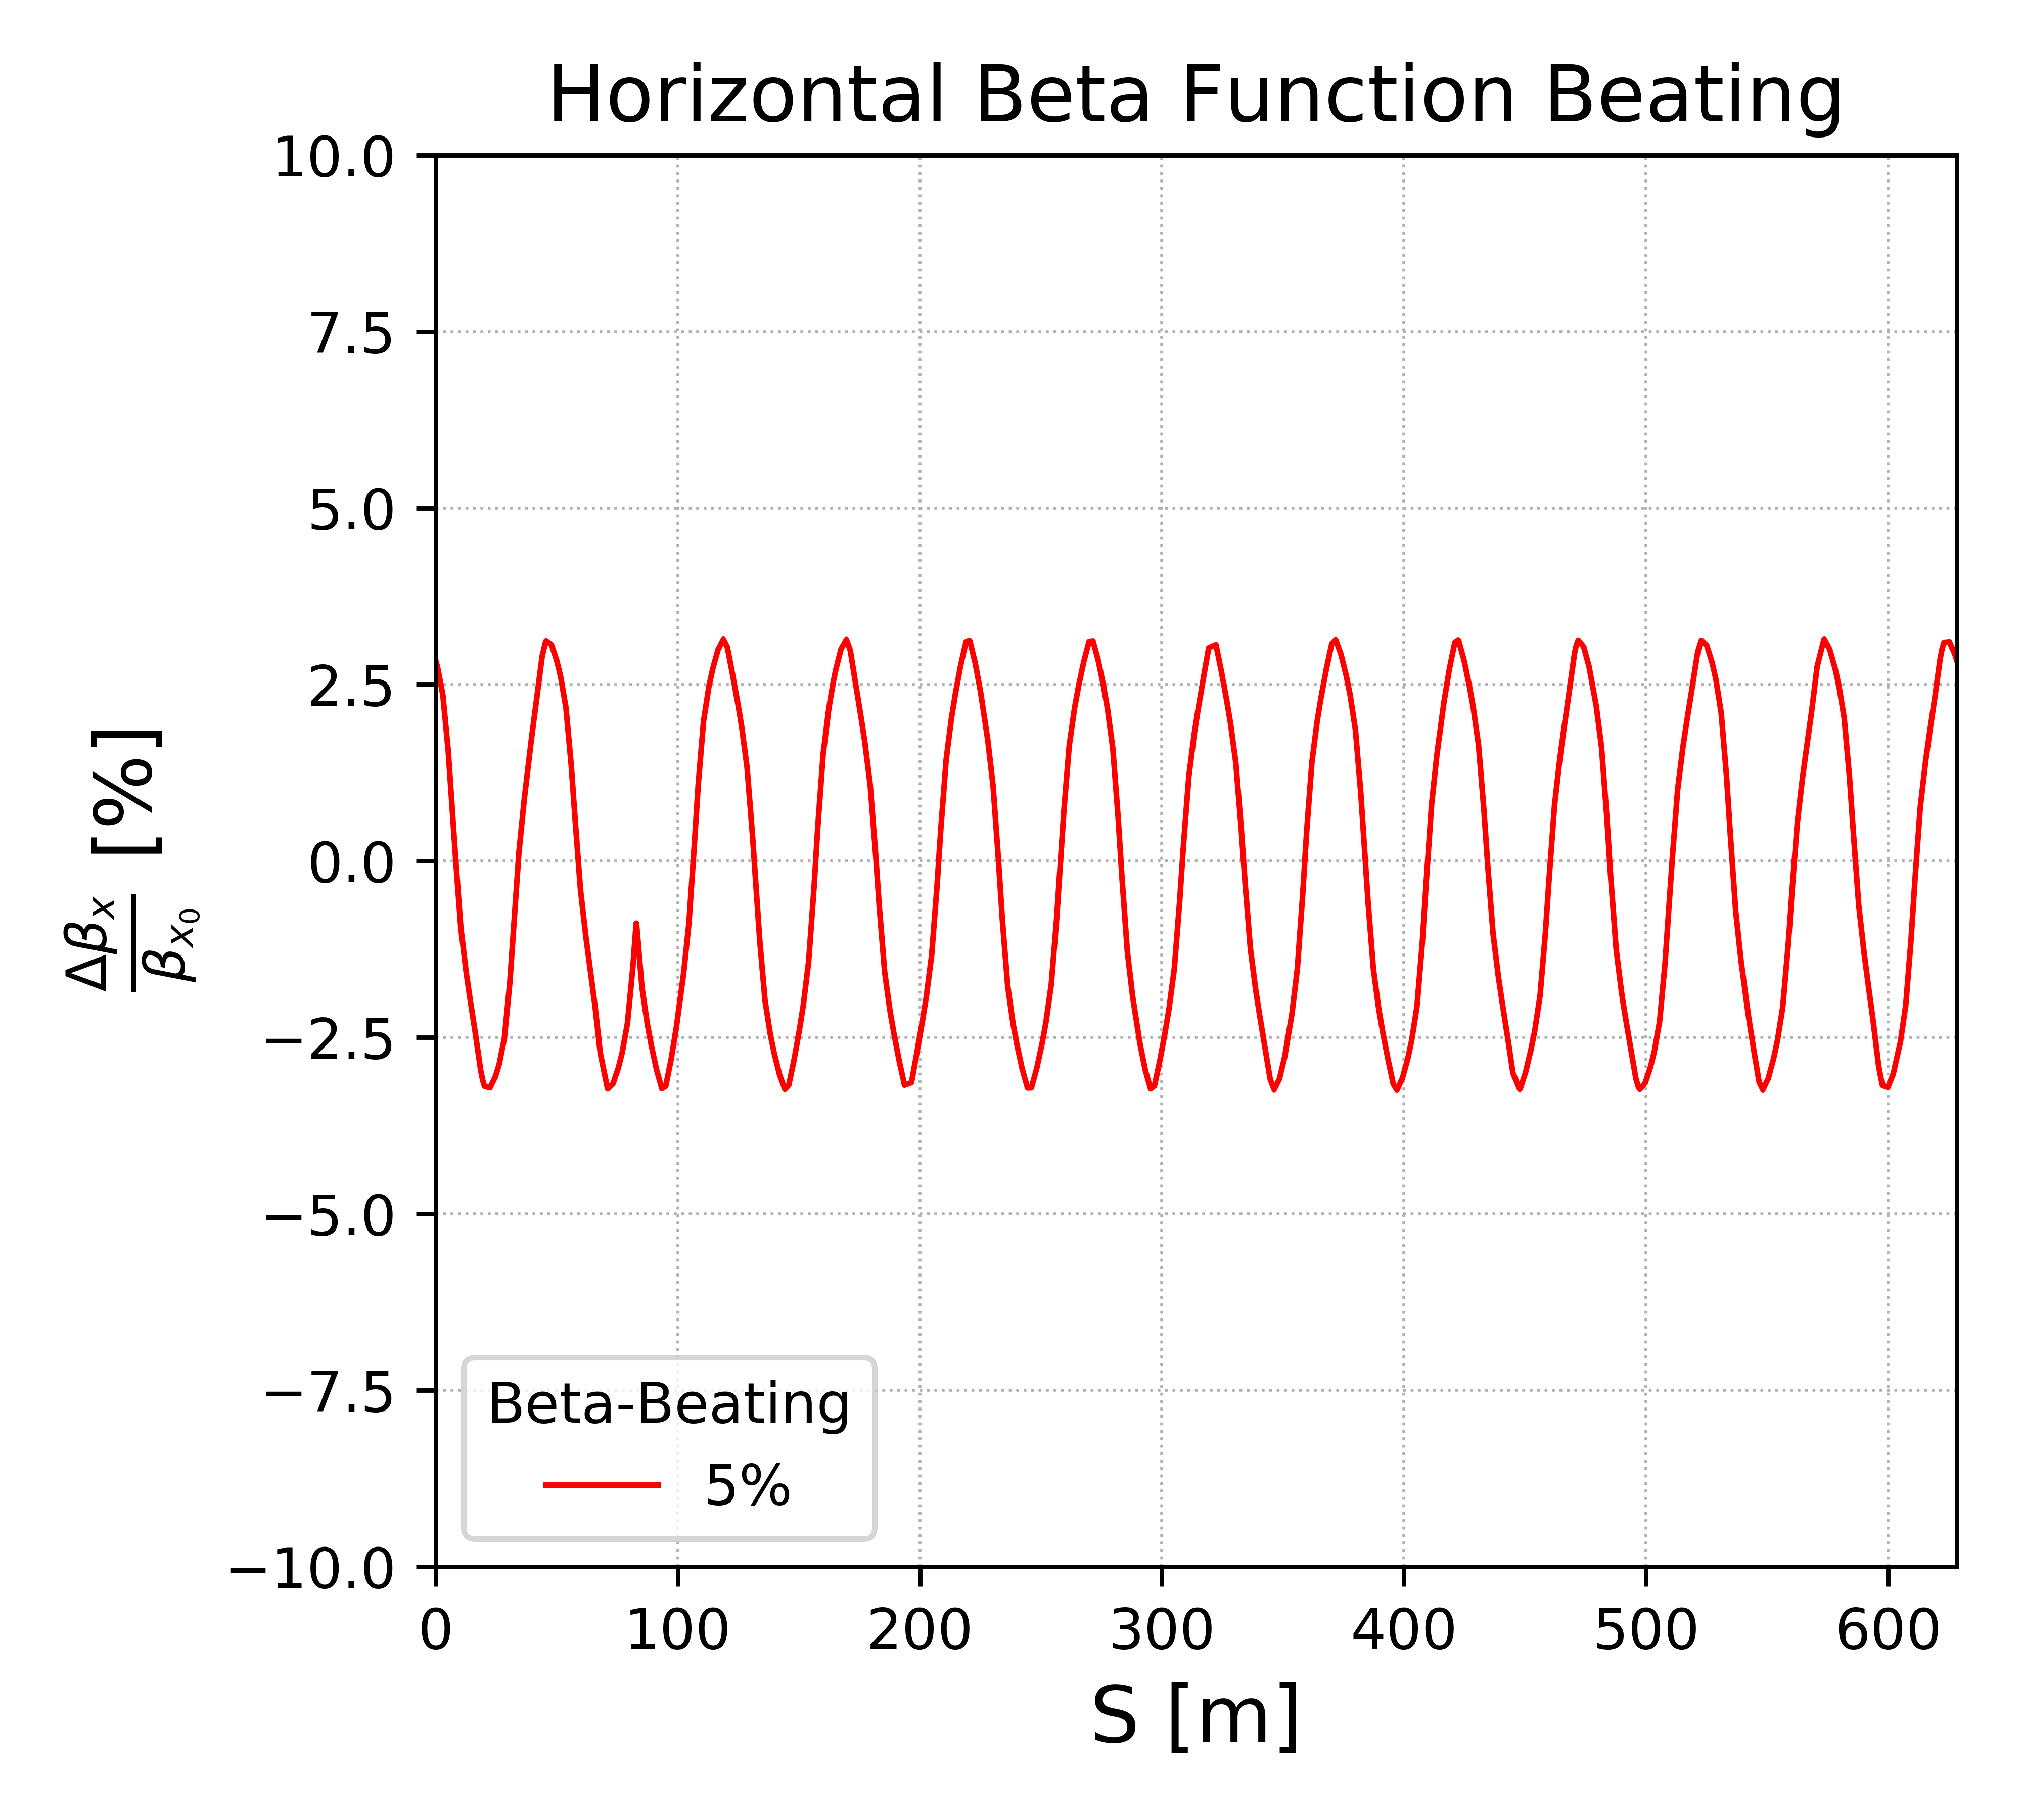 Horizontal Beta Function Beating
10.0
7.5
5.0
2.5
0.0
−2.5
−5.0
−7.5
−10.0
Δβx / βx0 [%]
Beta-Beating
5%
0 100 200 300 400 500 600
S [m]